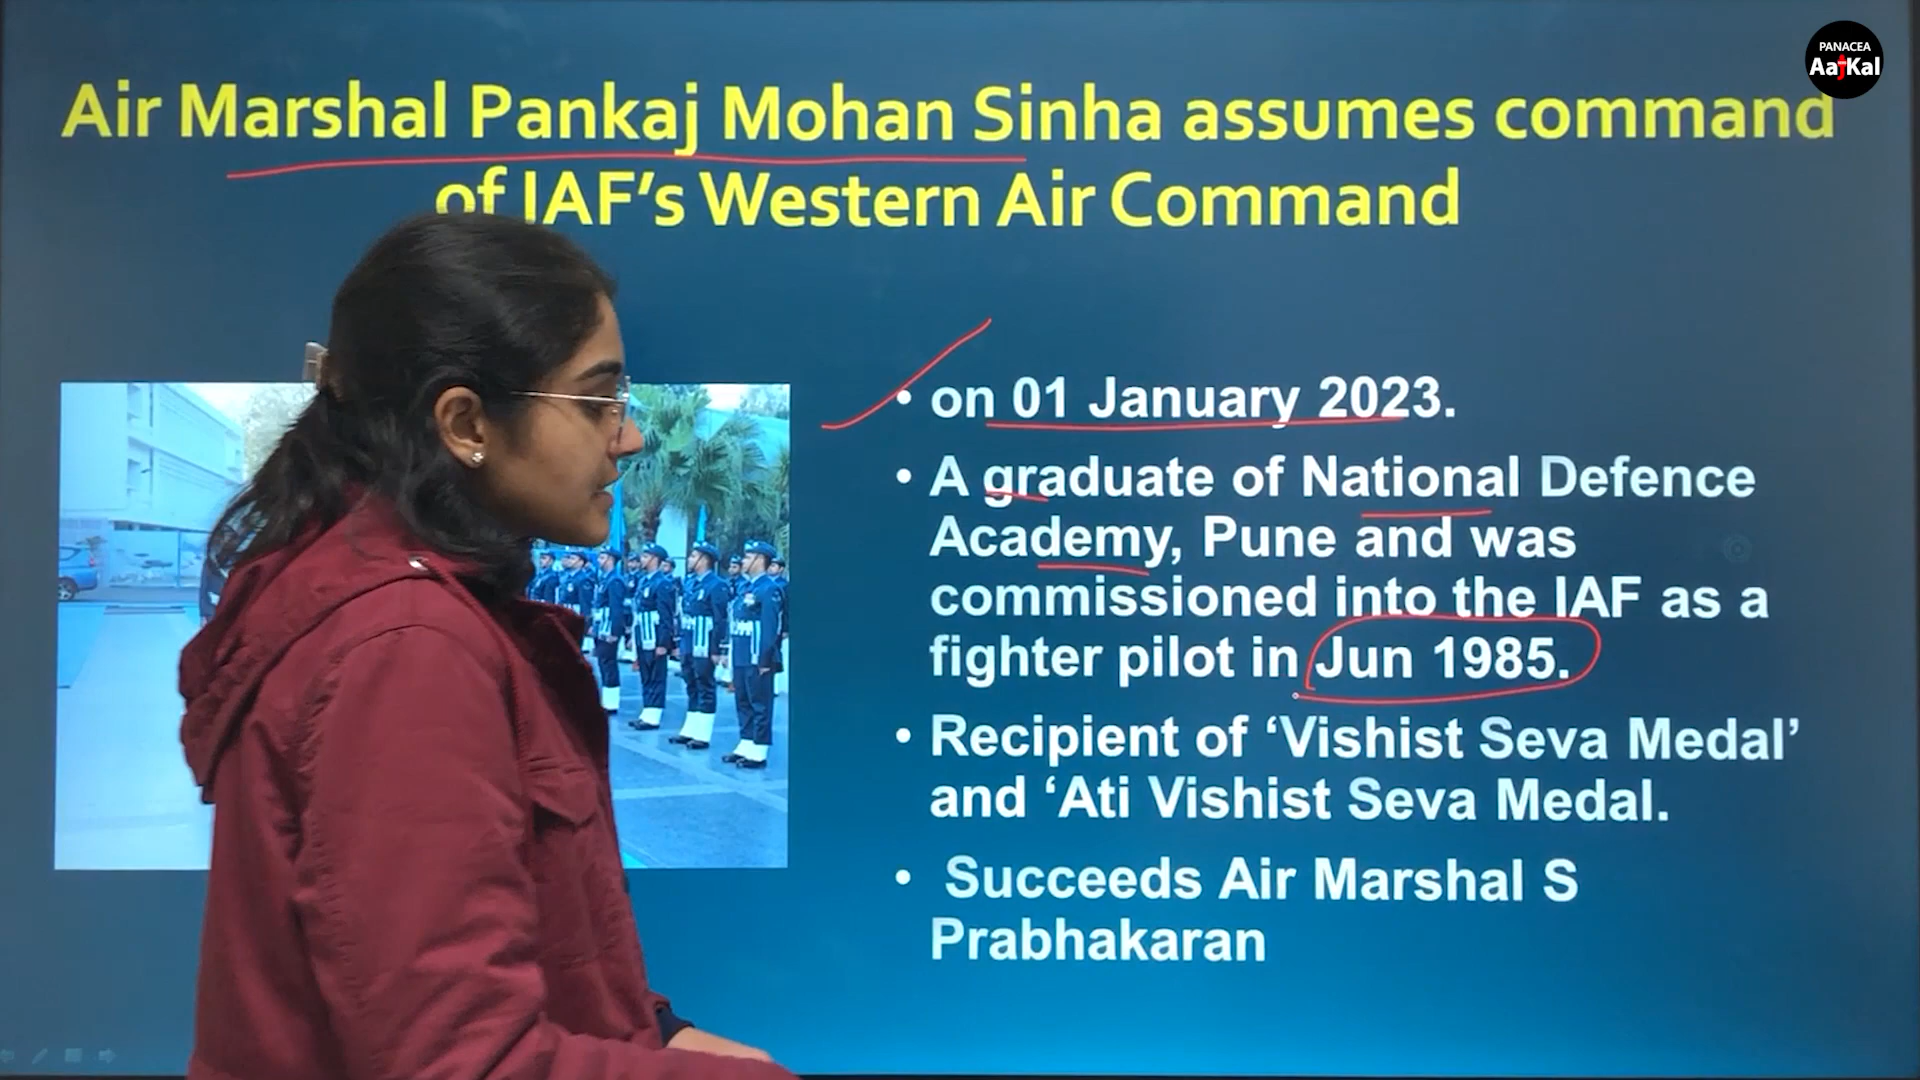 PANACEA
AajKal
Air Marshal Pankaj Mohan Sinha assumes command
of IAF's Western Air Command
• on 01 January 2023.
• A graduate of National Defence
Academy, Pune and was
commissioned into the IAF as a
fighter pilot in Jun 1985.
• Recipient of ‘Vishist Seva Medal’
and ‘Ati Vishist Seva Medal.
• Succeeds Air Marshal S
Prabhakaran